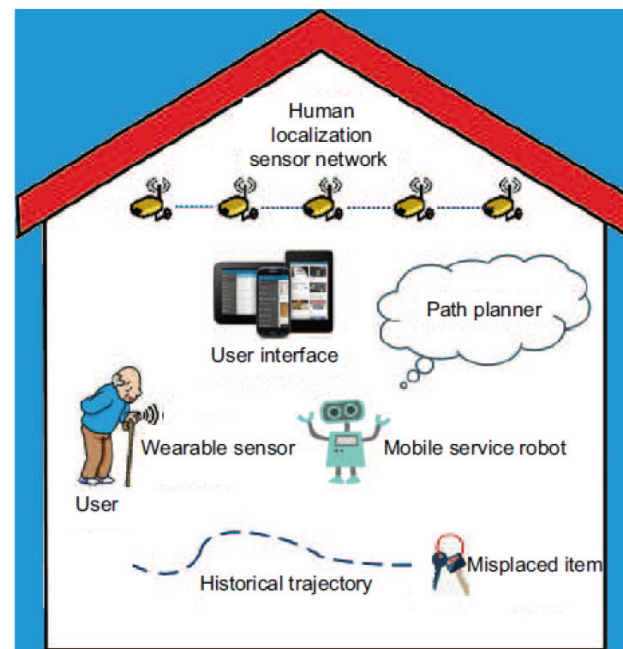 Human
localization
sensor network
Path planner
User interface
Wearable sensor
Mobile service robot
User
Misplaced item
Historical trajectory